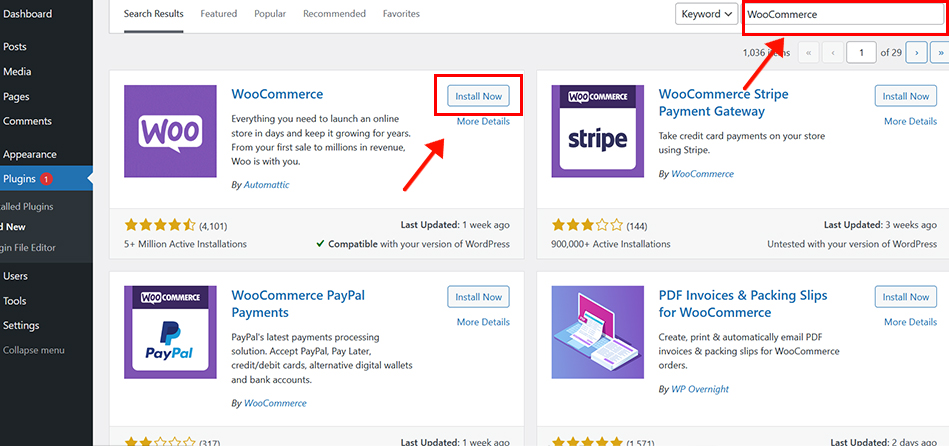 Dashboard
Posts
Media
Pages
Comments
Appearance
Plugins 1
alled Plugins
d New
gin File Editor
Users
Tools
Settings
Collapse menu
Search Results Featured Popular Recommended Favorites
Keyword WooCommerce
1,036 items « ‹ 1 of 29 › »
WOO
WooCommerce
Install Now
More Details
Everything you need to launch an online
store in days and keep it growing for years.
From your first sale to millions in revenue,
Woo is with you.
By Automattic
(4,101)
Last Updated: 1 week ago
5+ Million Active Installations
Compatible with your version of WordPress
WOO COMMERCE
stripe
WooCommerce Stripe
Payment Gateway
Install Now
More Details
Take credit card payments on your store
using Stripe.
By WooCommerce
(144)
Last Updated: 3 weeks ago
900,000+ Active Installations
Untested with your version of WordPress
WOO COMMERCE
PayPal
WooCommerce PayPal
Payments
Install Now
More Details
PayPal's latest payments processing
solution. Accept PayPal, Pay Later,
credit/debit cards, alternative digital wallets
and bank accounts.
By WooCommerce
(317)
Last Updated: 1 week ago
PDF Invoices & Packing Slips
for WooCommerce
Install Now
More Details
Create, print & automatically email PDF
invoices & packing slips for WooCommerce
orders.
By WP Overnight
(1,571)
Last Updated: 2 days ago